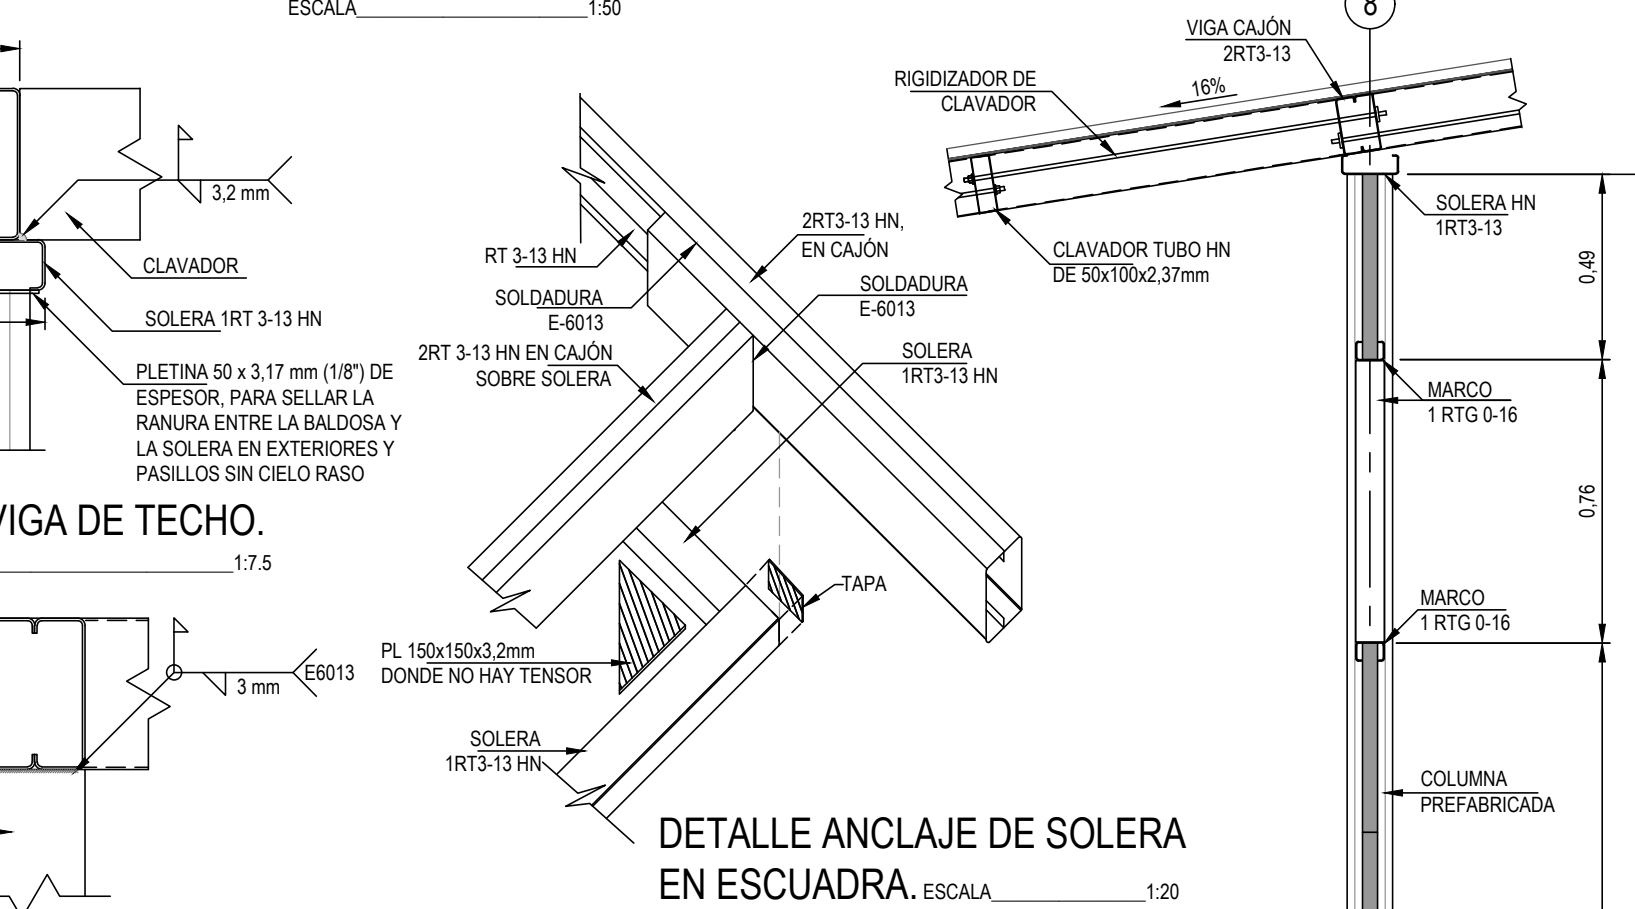 ESCALA 1:50
3,2 mm
CLAVADOR
SOLERA 1RT 3-13 HN
PLETINA 50 x 3,17 mm (1/8") DE
ESPESOR, PARA SELLAR LA
RANURA ENTRE LA BALDOSA Y
LA SOLERA EN EXTERIORES Y
PASILLOS SIN CIELO RASO
VIGA DE TECHO.
1:7.5
3 mm
E6013
RT 3-13 HN
SOLDADURA
E-6013
2RT 3-13 HN EN CAJÓN
SOBRE SOLERA
2RT3-13 HN,
EN CAJÓN
SOLDADURA
E-6013
SOLERA
1RT3-13 HN
TAPA
PL 150x150x3,2mm
DONDE NO HAY TENSOR
SOLERA
1RT3-13 HN
DETALLE ANCLAJE DE SOLERA
EN ESCUADRA. ESCALA 1:20
8
VIGA CAJÓN
2RT3-13
RIGIDIZADOR DE
CLAVADOR
16%
SOLERA HN
1RT3-13
CLAVADOR TUBO HN
DE 50x100x2,37mm
0,49
MARCO
1 RTG 0-16
0,76
MARCO
1 RTG 0-16
COLUMNA
PREFABRICADA